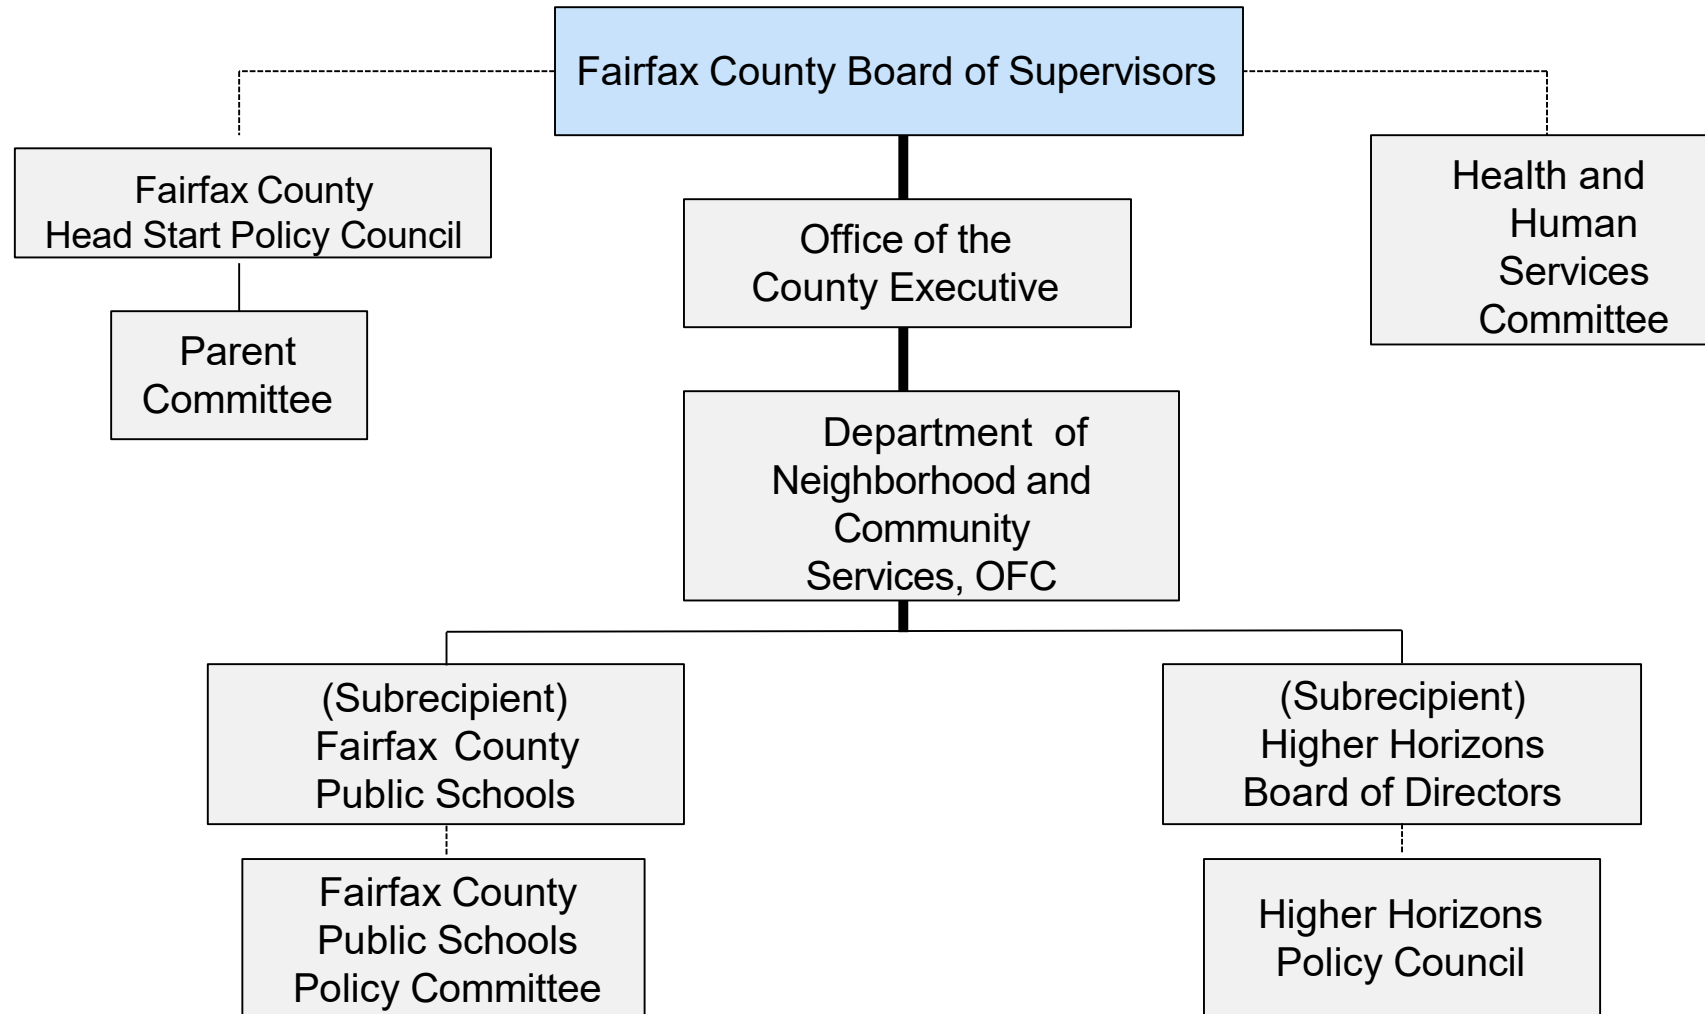 Fairfax County Board of Supervisors
Fairfax County
Head Start Policy Council
Parent
Committee
Office of the
County Executive
Health and
Human
Services
Committee
Department of
Neighborhood and
Community
Services, OFC
(Subrecipient)
Fairfax County
Public Schools
(Subrecipient)
Higher Horizons
Board of Directors
Fairfax County
Public Schools
Policy Committee
Higher Horizons
Policy Council